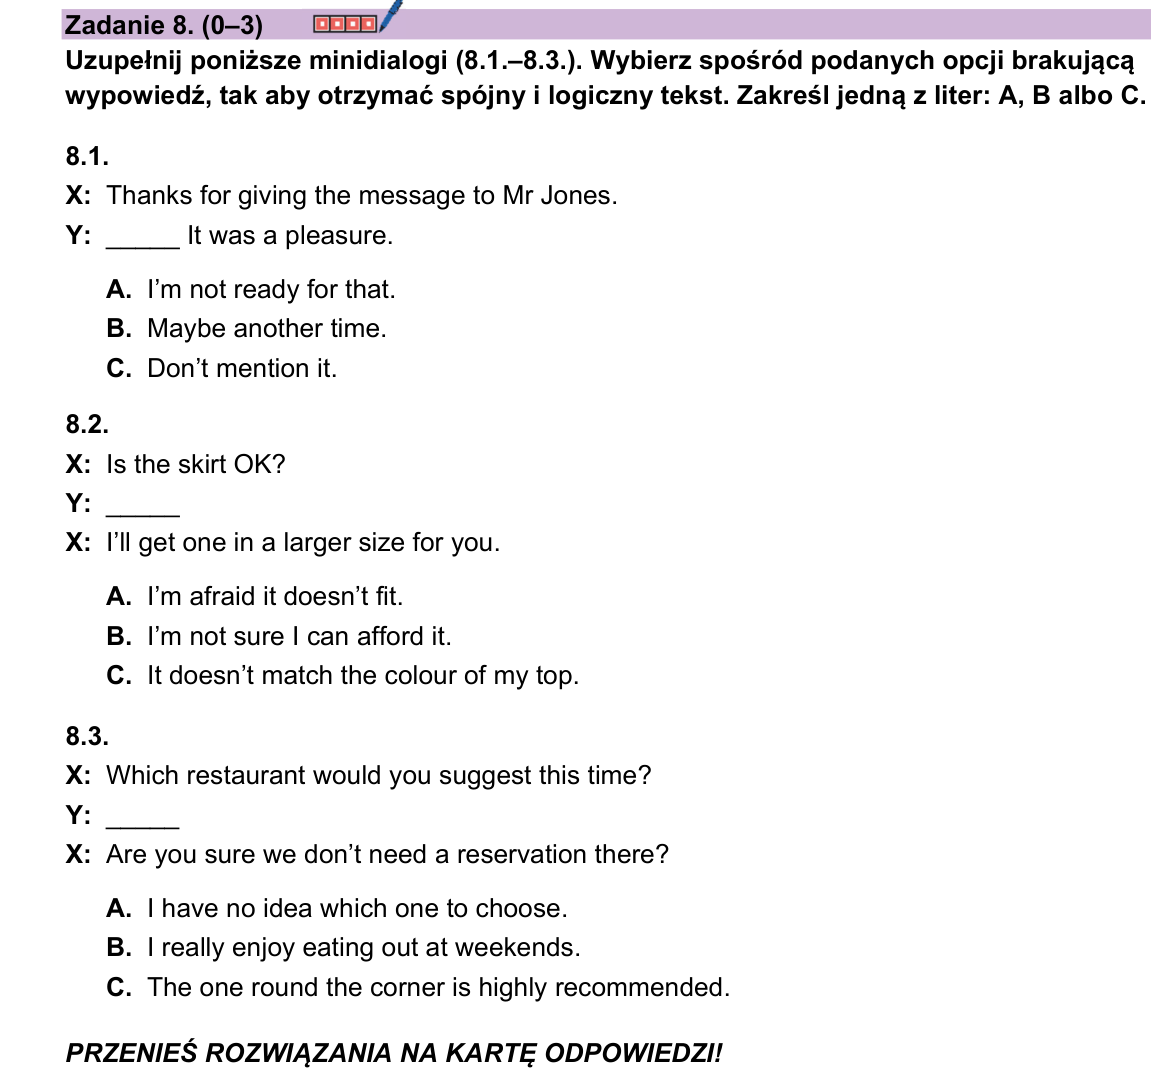 Zadanie 8. (0–3)
Uzupełnij poniższe minidialogi (8.1.–8.3.). Wybierz spośród podanych opcji brakującą
wypowiedź, tak aby otrzymać spójny i logiczny tekst. Zakreśl jedną z liter: A, B albo C.
8.1.
X: Thanks for giving the message to Mr Jones.
Y: _____ It was a pleasure.
A. I’m not ready for that.
B. Maybe another time.
C. Don’t mention it.
8.2.
X: Is the skirt OK?
Y: _____
X: I’ll get one in a larger size for you.
A. I’m afraid it doesn’t fit.
B. I’m not sure I can afford it.
C. It doesn’t match the colour of my top.
8.3.
X: Which restaurant would you suggest this time?
Y: _____
X: Are you sure we don’t need a reservation there?
A. I have no idea which one to choose.
B. I really enjoy eating out at weekends.
C. The one round the corner is highly recommended.
PRZENIEŚ ROZWIĄZANIA NA KARTĘ ODPOWIEDZI!